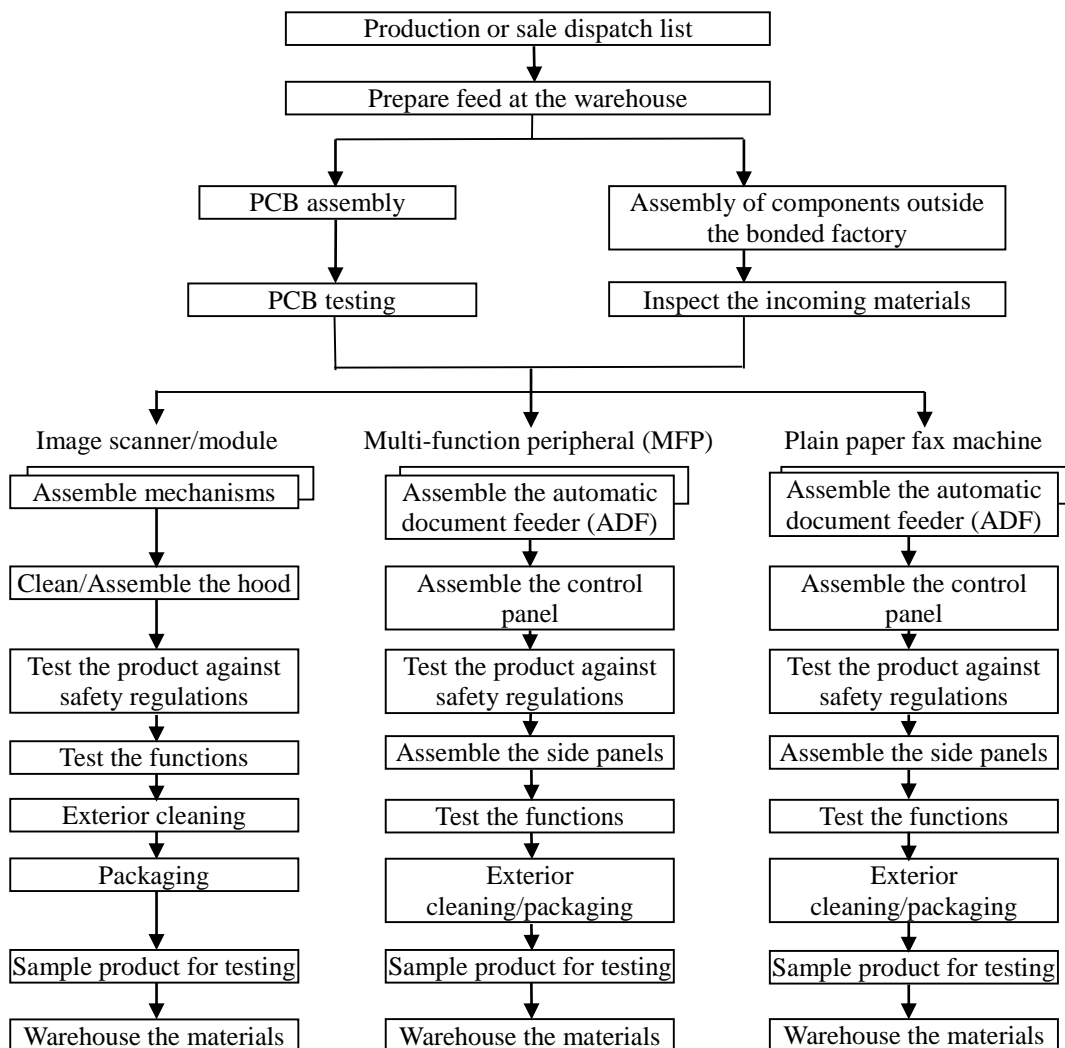 Production or sale dispatch list
Prepare feed at the warehouse
PCB assembly
Assembly of components outside
the bonded factory
PCB testing
Inspect the incoming materials
Image scanner/module
Assemble mechanisms
Clean/Assemble the hood
Test the product against
safety regulations
Test the functions
Exterior cleaning
Packaging
Sample product for testing
Warehouse the materials
Multi-function peripheral (MFP)
Assemble the automatic
document feeder (ADF)
Assemble the control
panel
Test the product against
safety regulations
Assemble the side panels
Test the functions
Exterior
cleaning/packaging
Sample product for testing
Warehouse the materials
Plain paper fax machine
Assemble the automatic
document feeder (ADF)
Assemble the control
panel
Test the product against
safety regulations
Assemble the side panels
Test the functions
Exterior
cleaning/packaging
Sample product for testing
Warehouse the materials